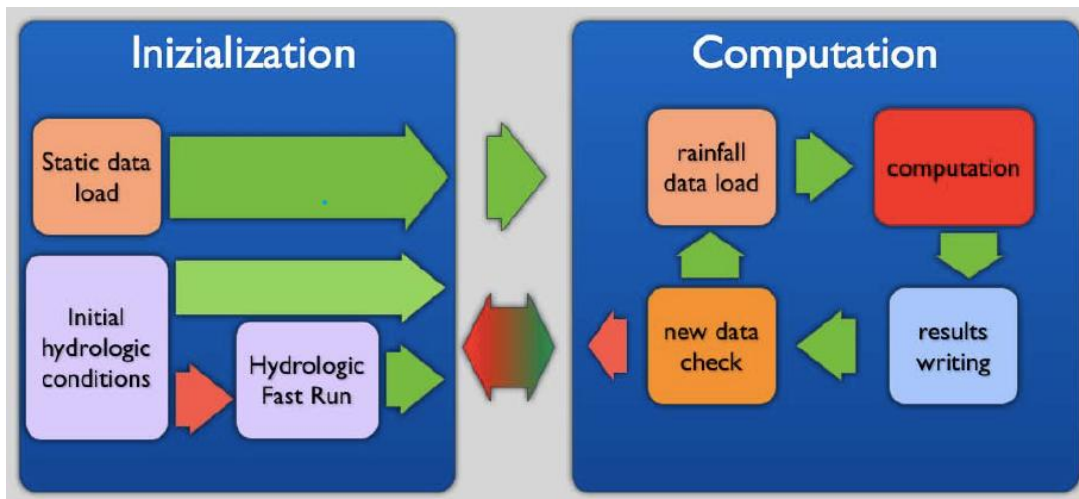 Inizialization
Static data
load
Initial
hydrologic
conditions
Hydrologic
Fast Run
Computation
rainfall
data load
computation
new data
check
results
writing